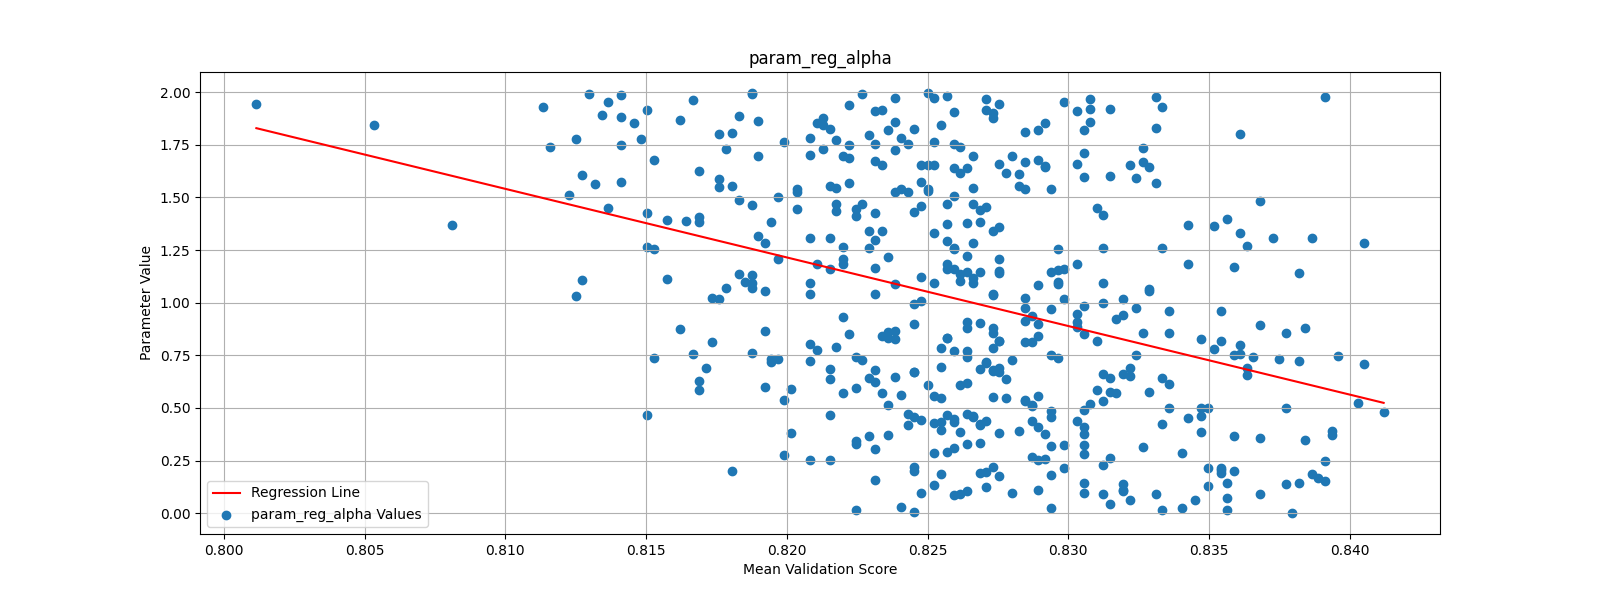 param_reg_alpha
Parameter Value
2.00
1.75
1.50
1.25
1.00
0.75
0.50
0.25
0.00
Regression Line
param_reg_alpha Values
0.800 0.805 0.810 0.815 0.820 0.825 0.830 0.835 0.840
Mean Validation Score